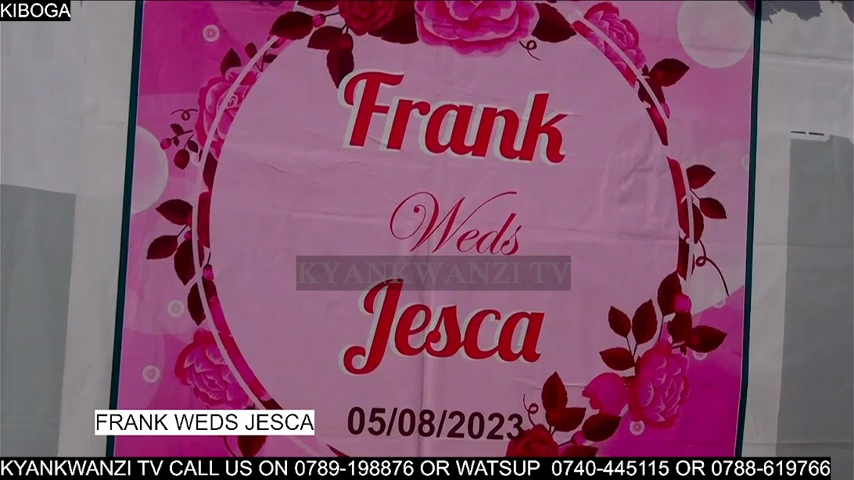 KIBOGA
Frank
Weds
KYANKWANZI TV
Jesca
05/08/2023
FRANK WEDS JESCA
KYANKWANZI TV CALL US ON 0789-198876 OR WATSUP 0740-445115 OR 0788-619766